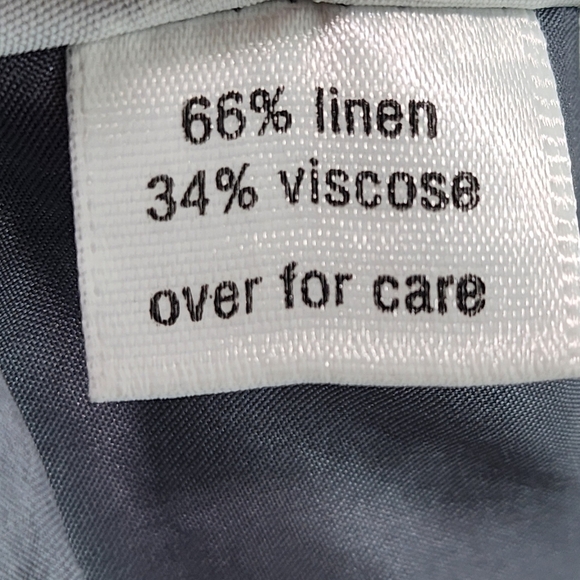 66% linen
34% viscose
over for care